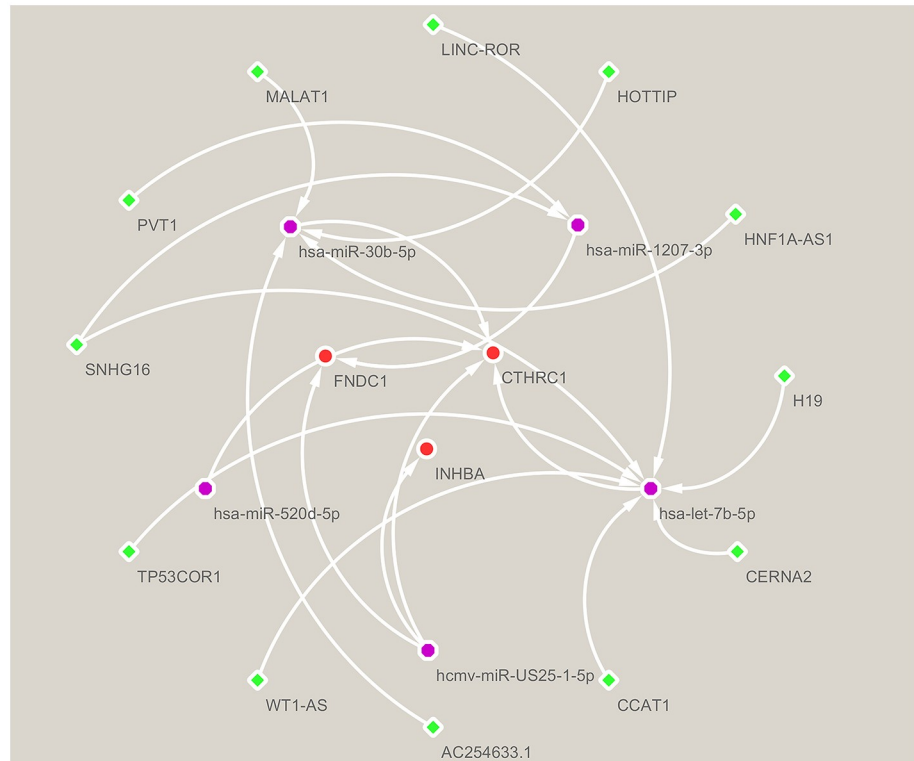 LINC-ROR
MALAT1
HOTTIP
PVT1
HNF1A-AS1
hsa-miR-30b-5p
hsa-miR-1207-3p
SNHG16
FNDC1
CTHRC1
H19
INHBA
hsa-miR-520d-5p
hsa-let-7b-5p
TP53COR1
CERNA2
hcmv-miR-US25-1-5p
WT1-AS
CCAT1
AC254633.1